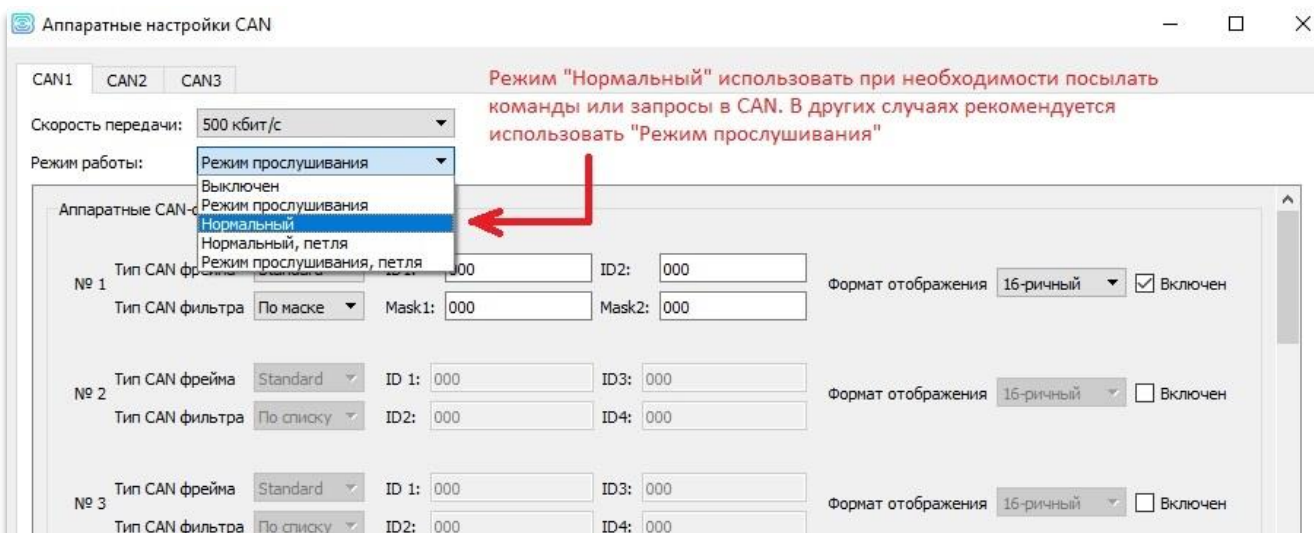 Аппаратные настройки CAN
CAN1 CAN2 CAN3
Режим "Нормальный" использовать при необходимости посылать
команды или запросы в CAN. В других случаях рекомендуется
использовать "Режим прослушивания"
Скорость передачи: 500 кбит/с
Режим работы: Режим прослушивания
Выключен
Аппаратные CAN- Режим прослушивания
Нормальный
Нормальный, петля
Режим прослушивания, петля
№ 1 Тип CAN 000 ID2: 000
Формат отображения 16-ричный Включен
Тип CAN фильтра По маске Mask1: 000 Mask2: 000
№ 2 Тип CAN фрейма Standard ID 1: 000 ID3: 000
Формат отображения 16-ричный Включен
Тип CAN фильтра По списку ID2: 000 ID4: 000
№ 3 Тип CAN фрейма Standard ID 1: 000 ID3: 000
Формат отображения 16-ричный Включен
Тип CAN фильтра По списку ID2: 000 ID4: 000